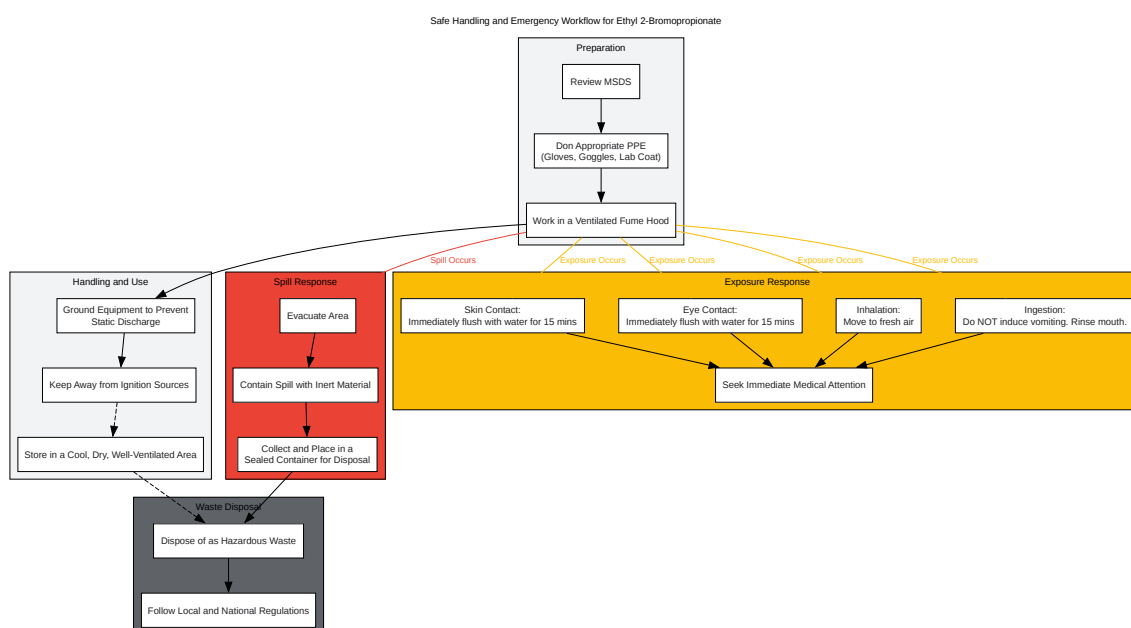 Safe Handling and Emergency Workflow for Ethyl 2-Bromopropionate
Preparation
Review MSDS
Don Appropriate PPE
(Gloves, Goggles, Lab Coat)
Work in a Ventilated Fume Hood
Spill Occurs
Exposure Occurs
Exposure Occurs
Exposure Occurs
Exposure Occurs
Handling and Use
Ground Equipment to Prevent
Static Discharge
Keep Away from Ignition Sources
Store in a Cool, Dry, Well-Ventilated Area
Spill Response
Evacuate Area
Contain Spill with Inert Material
Collect and Place in a
Sealed Container for Disposal
Exposure Response
Skin Contact:
Immediately flush with water for 15 mins
Eye Contact:
Immediately flush with water for 15 mins
Inhalation:
Move to fresh air
Ingestion:
Do NOT induce vomiting. Rinse mouth.
Seek Immediate Medical Attention
Waste Disposal
Dispose of as Hazardous Waste
Follow Local and National Regulations